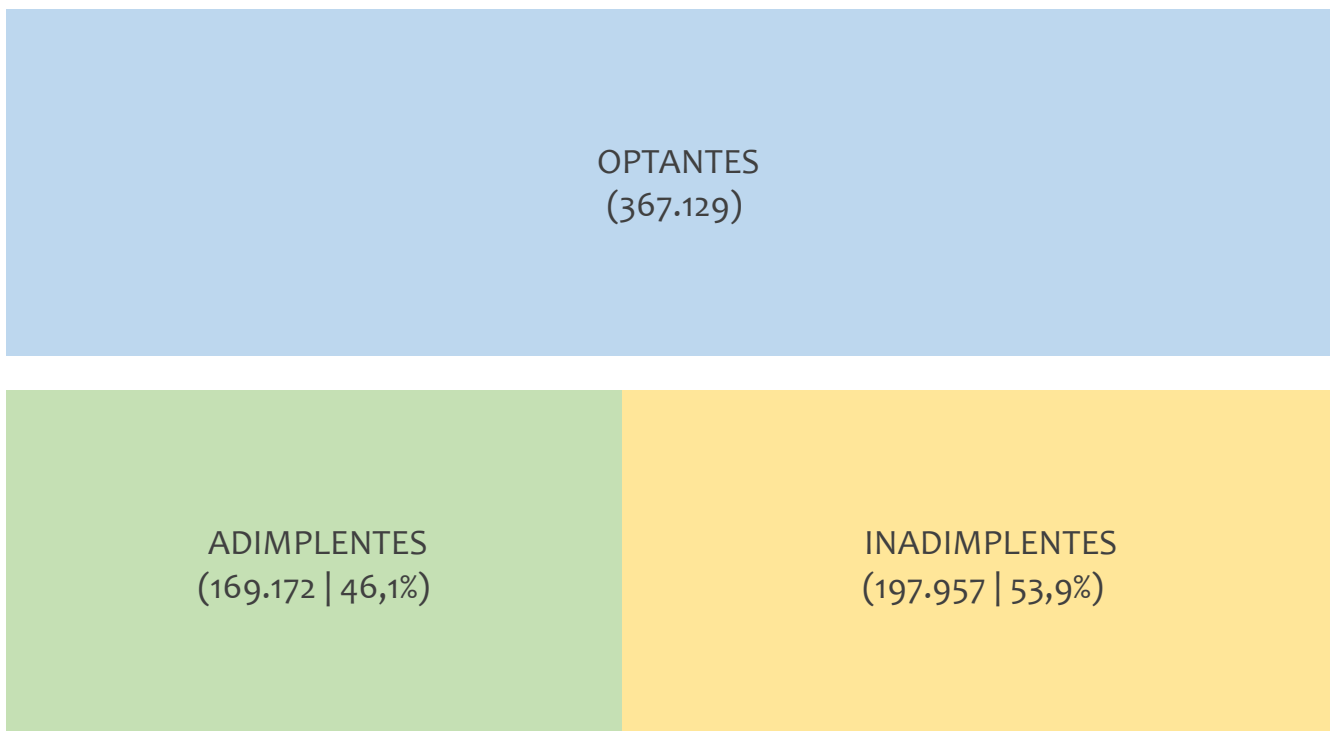 OPTANTES
(367.129)
ADIMPLENTES
(169.172 | 46,1%)
INADIMPLENTES
(197.957 | 53,9%)